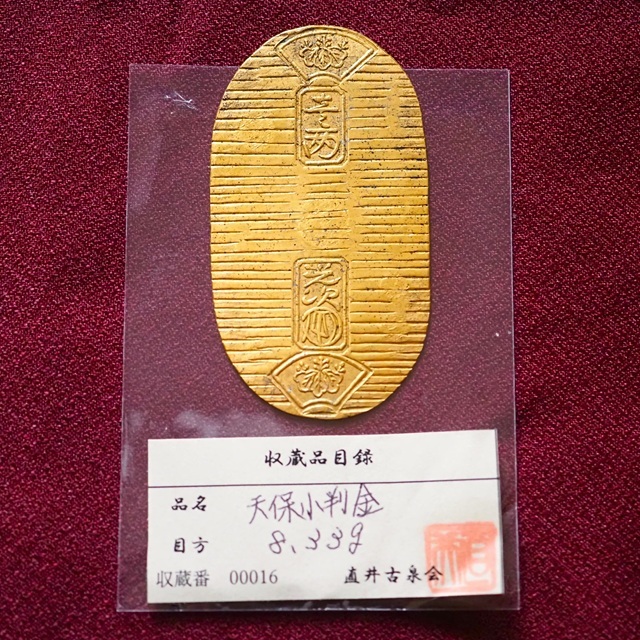 壱两
光次
収蔵品目録
品名 天保小判金
目方 8.33g
収蔵番 00016 直井古泉会